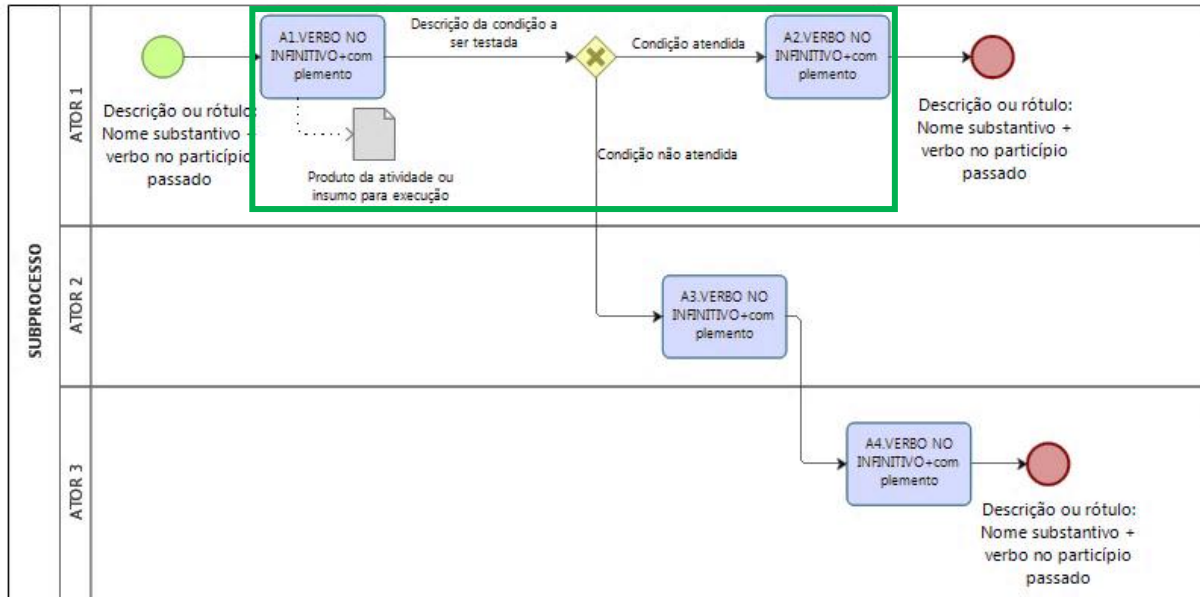 SUBPROCESSO
ATOR 1
Descrição ou rótulo:
Nome substantivo +
verbo no particípio
passado
A1.VERBO NO
INFINITIVO+com
plemento
Produto da atividade ou
insumo para execução
Descrição da condição a
ser testada
Condição atendida
Condição não atendida
A2.VERBO NO
INFINITIVO+com
plemento
Descrição ou rótulo:
Nome substantivo +
verbo no particípio
passado
ATOR 2
A3.VERBO NO
INFINITIVO+com
plemento
ATOR 3
A4.VERBO NO
INFINITIVO+com
plemento
Descrição ou rótulo:
Nome substantivo +
verbo no particípio
passado